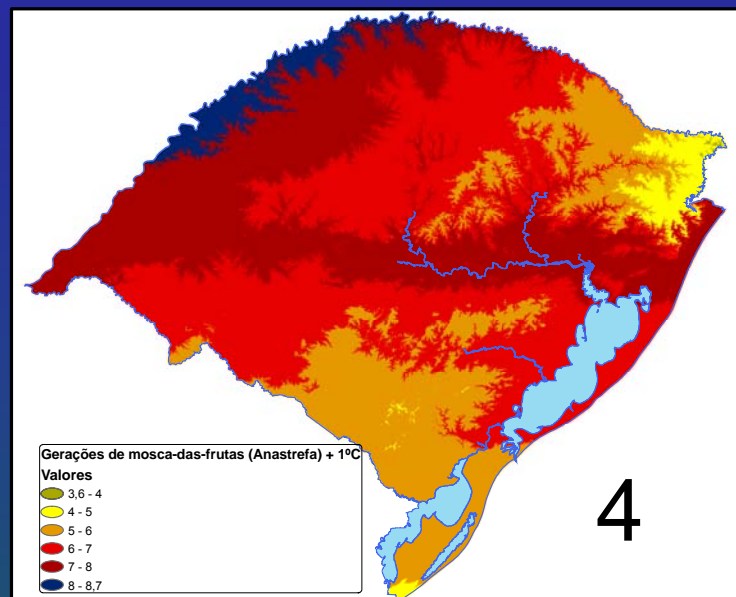 Gerações de mosca-das-frutas (Anastrefa) + 1ºC
Valores
3,6 - 4
4 - 5
5 - 6
6 - 7
7 - 8
8 - 8,7
4